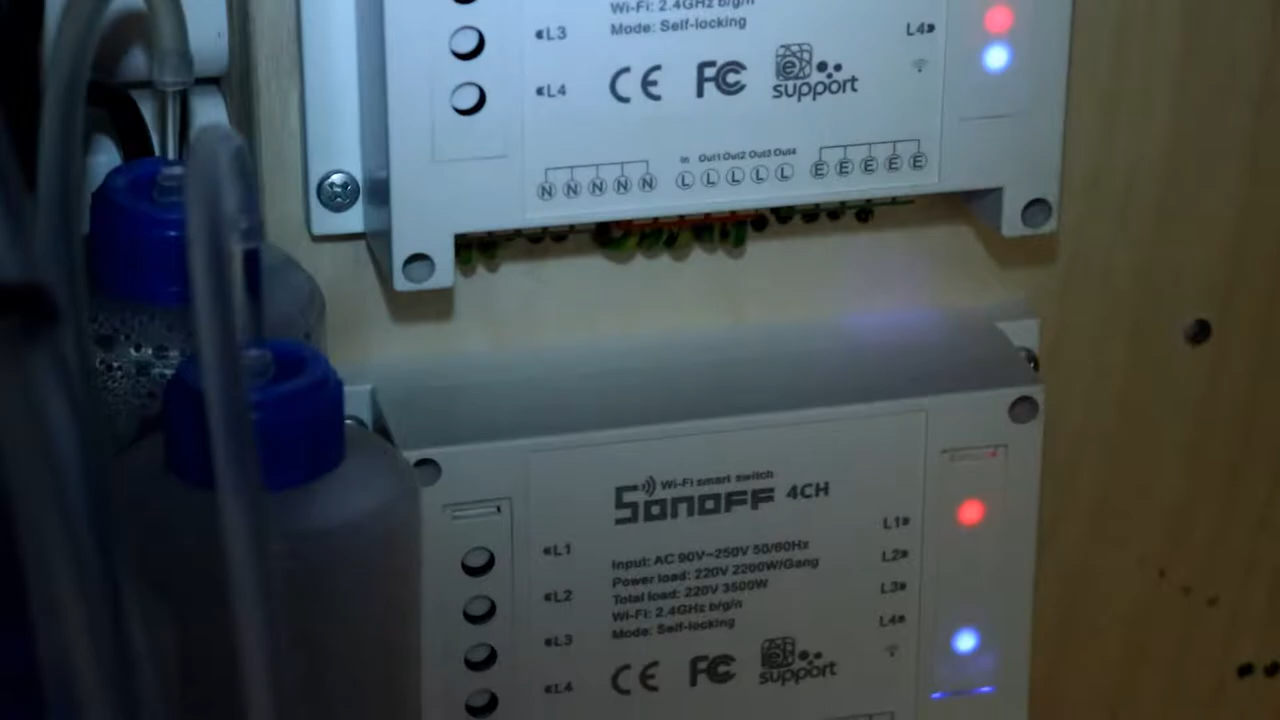 Wi-Fi: 2.4GHz b/g/n
«L3
Mode: Self-locking
L4»
«L4
CE FC e support
In Out1 Out2 Out3 Out4
N N N N N L L L L L E E E E E
Wi-Fi smart switch
SONOFF 4CH
L1»
«L1
Input: AC 90V~250V 50/60Hz
Power load: 220V 2200W/Gang
L2»
«L2
Total load: 220V 3500W
L3»
Wi-Fi: 2.4GHz b/g/n
Mode: Self-locking
L4»
«L3
CE FC e support
«L4